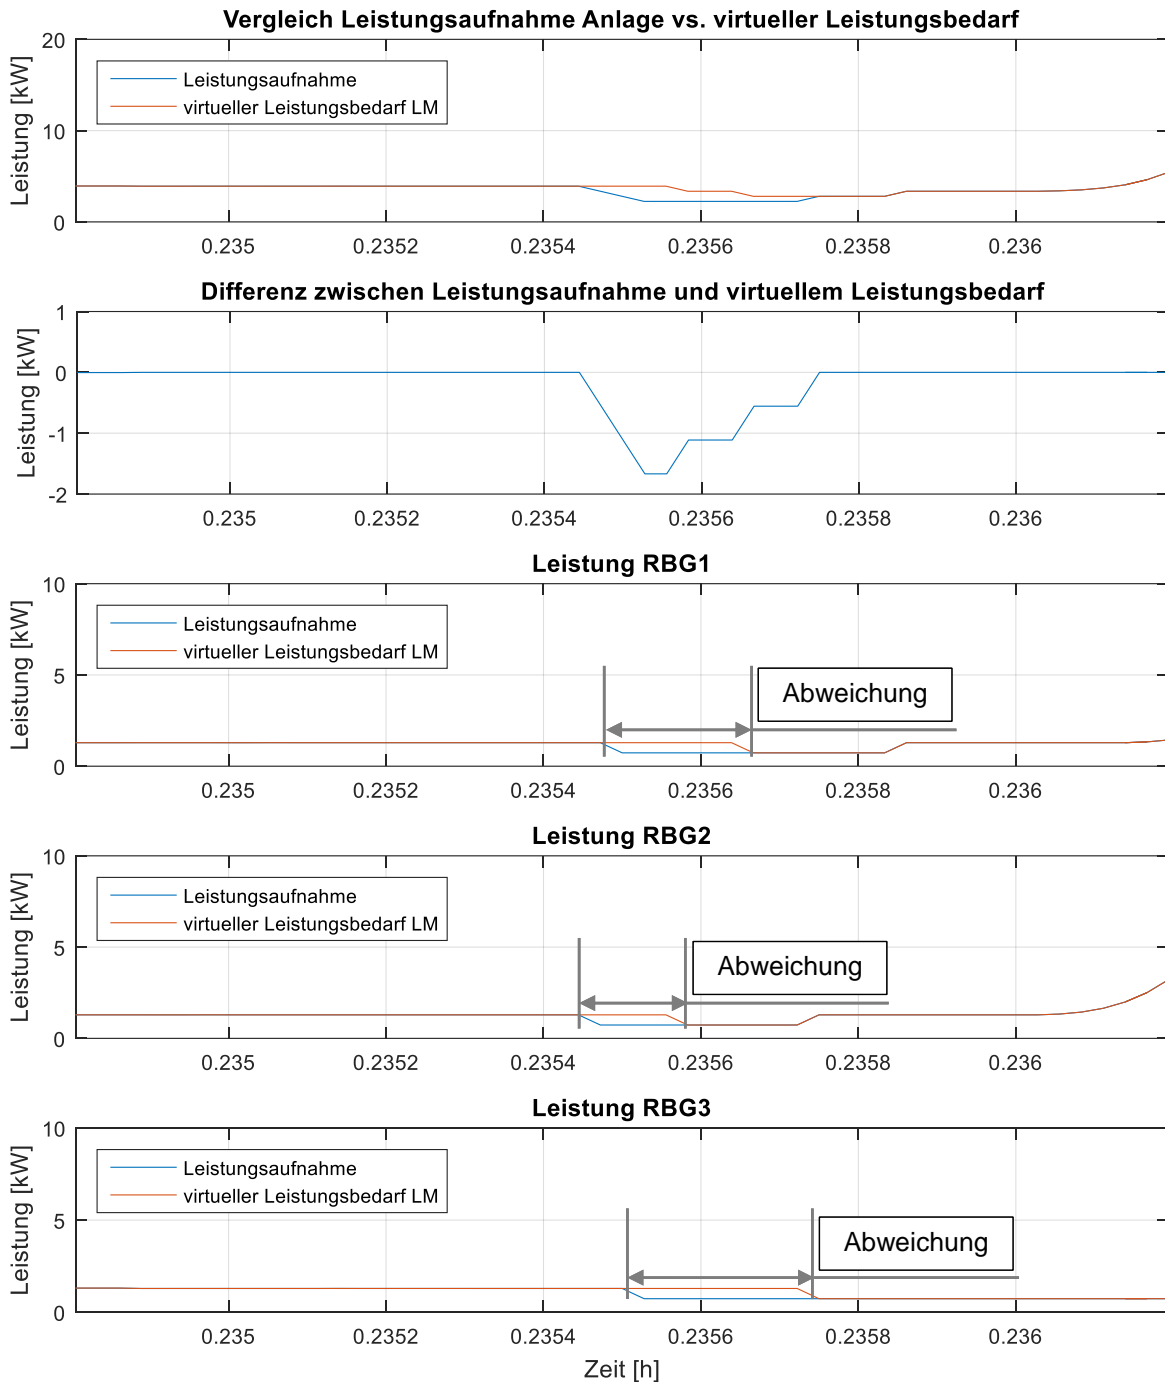 Vergleich Leistungsaufnahme Anlage vs. virtueller Leistungsbedarf
20
10
0
Leistung [kW]
Leistungsaufnahme
virtueller Leistungsbedarf LM
0.235 0.2352 0.2354 0.2356 0.2358 0.236
Differenz zwischen Leistungsaufnahme und virtuellem Leistungsbedarf
1
0
-1
-2
Leistung [kW]
0.235 0.2352 0.2354 0.2356 0.2358 0.236
Leistung RBG1
10
5
0
Leistung [kW]
Leistungsaufnahme
virtueller Leistungsbedarf LM
Abweichung
0.235 0.2352 0.2354 0.2356 0.2358 0.236
Leistung RBG2
10
5
0
Leistung [kW]
Leistungsaufnahme
virtueller Leistungsbedarf LM
Abweichung
0.235 0.2352 0.2354 0.2356 0.2358 0.236
Leistung RBG3
10
5
0
Leistung [kW]
Leistungsaufnahme
virtueller Leistungsbedarf LM
Abweichung
0.235 0.2352 0.2354 0.2356 0.2358 0.236
Zeit [h]